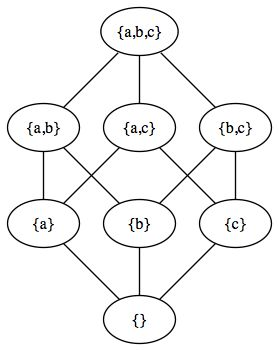 {a,b,c}
{a,b} {a,c} {b,c}
{a} {b} {c}
{}